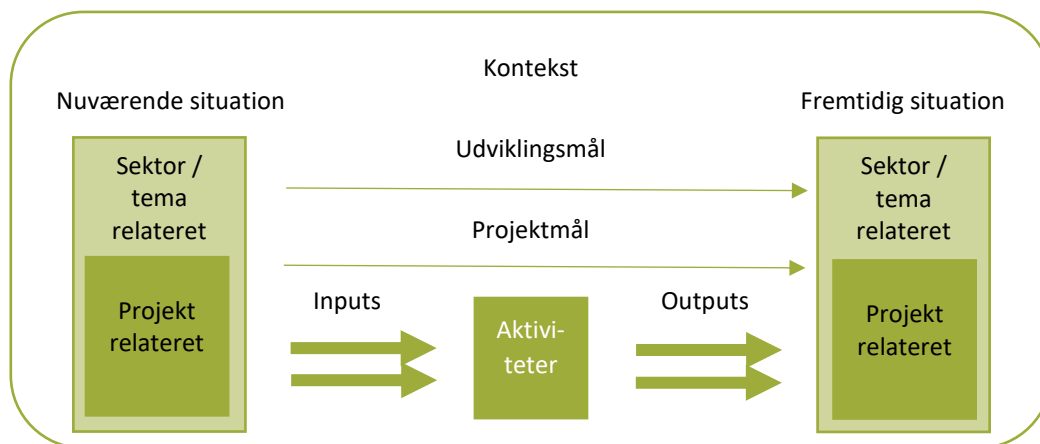 Kontekst
Nuværende situation
Fremtidig situation
Sektor /
tema
relateret
Projekt
relateret
Udviklingsmål
Projektmål
Inputs
Aktivi-
teter
Outputs
Sektor /
tema
relateret
Projekt
relateret